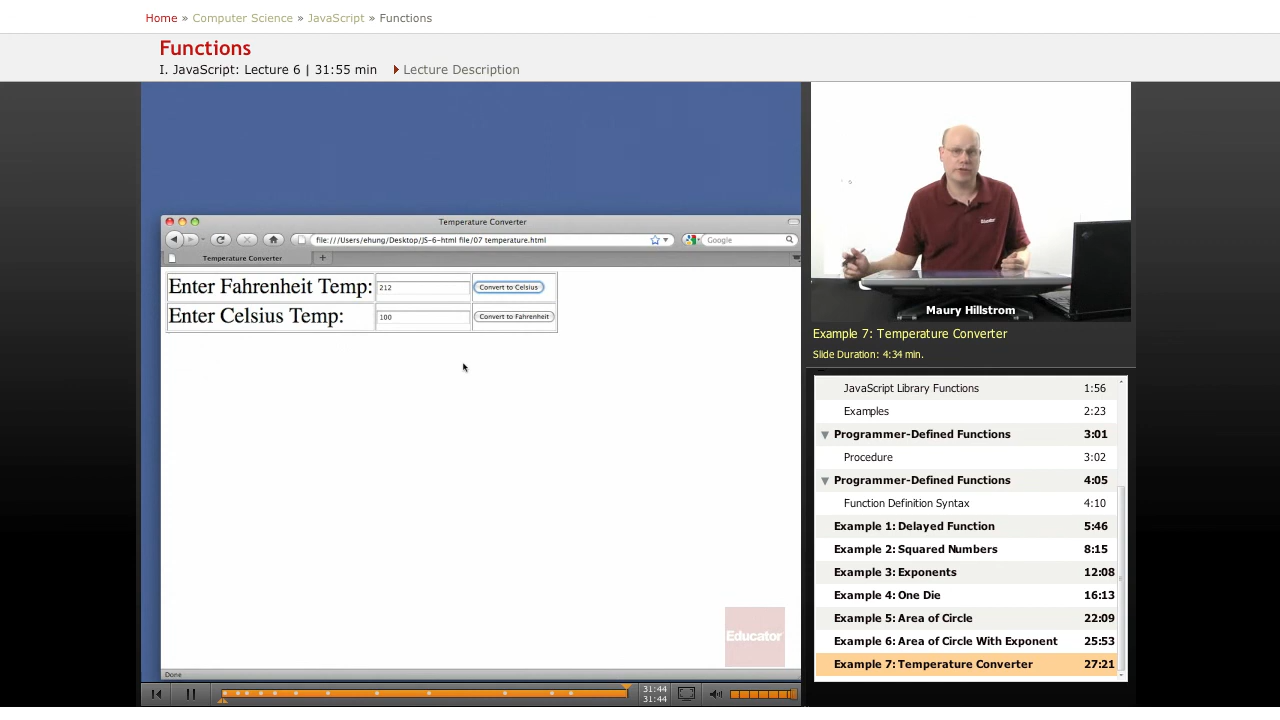 Home » Computer Science » JavaScript » Functions
Functions
I. JavaScript: Lecture 6 | 31:55 min Lecture Description
Temperature Converter
file:///Users/ehung/Desktop/JS-6-html file/07 temperature.html
Google
Temperature Converter
Enter Fahrenheit Temp: 212 Convert to Celsius
Enter Celsius Temp: 100 Convert to Fahrenheit
Educator
Done
31:44
31:44
Maury Hillstrom
Example 7: Temperature Converter
Slide Duration: 4:34 min.
JavaScript Library Functions 1:56
Examples 2:23
Programmer-Defined Functions 3:01
Procedure 3:02
Programmer-Defined Functions 4:05
Function Definition Syntax 4:10
Example 1: Delayed Function 5:46
Example 2: Squared Numbers 8:15
Example 3: Exponents 12:08
Example 4: One Die 16:13
Example 5: Area of Circle 22:09
Example 6: Area of Circle With Exponent 25:53
Example 7: Temperature Converter 27:21